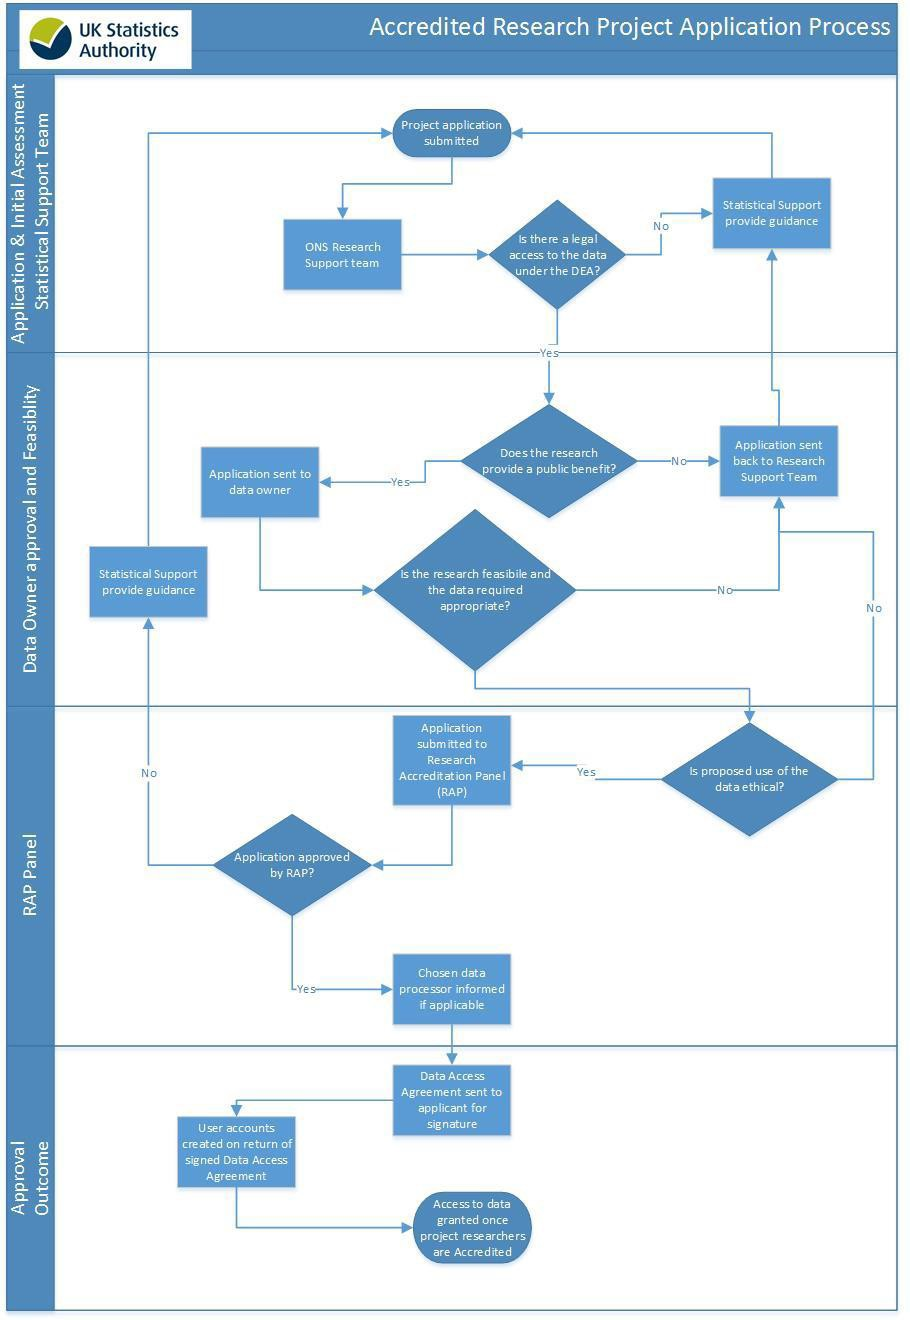 UK Statistics
Authority
Accredited Research Project Application Process
Application & Initial Assessment
Statistical Support Team
Project application
submitted
Statistical Support
provide guidance
ONS Research
Support team
Is there a legal
access to the data
under the DEA?
No
Yes
Data Owner approval and Feasiblity
Does the research
provide a public benefit?
No
Application sent
back to Research
Support Team
Yes
Application sent to
data owner
Statistical Support
provide guidance
Is the research feasibile and
the data required
appropriate?
No
No
RAP Panel
Application
submitted to
Research
Accreditation Panel
(RAP)
Yes
Is proposed use of the
data ethical?
No
Application approved
by RAP?
Yes
Chosen data
processor informed
if applicable
Approval
Outcome
Data Access
Agreement sent to
applicant for
signature
User accounts
created on return of
signed Data Access
Agreement
Access to data
granted once
project researchers
are Accredited